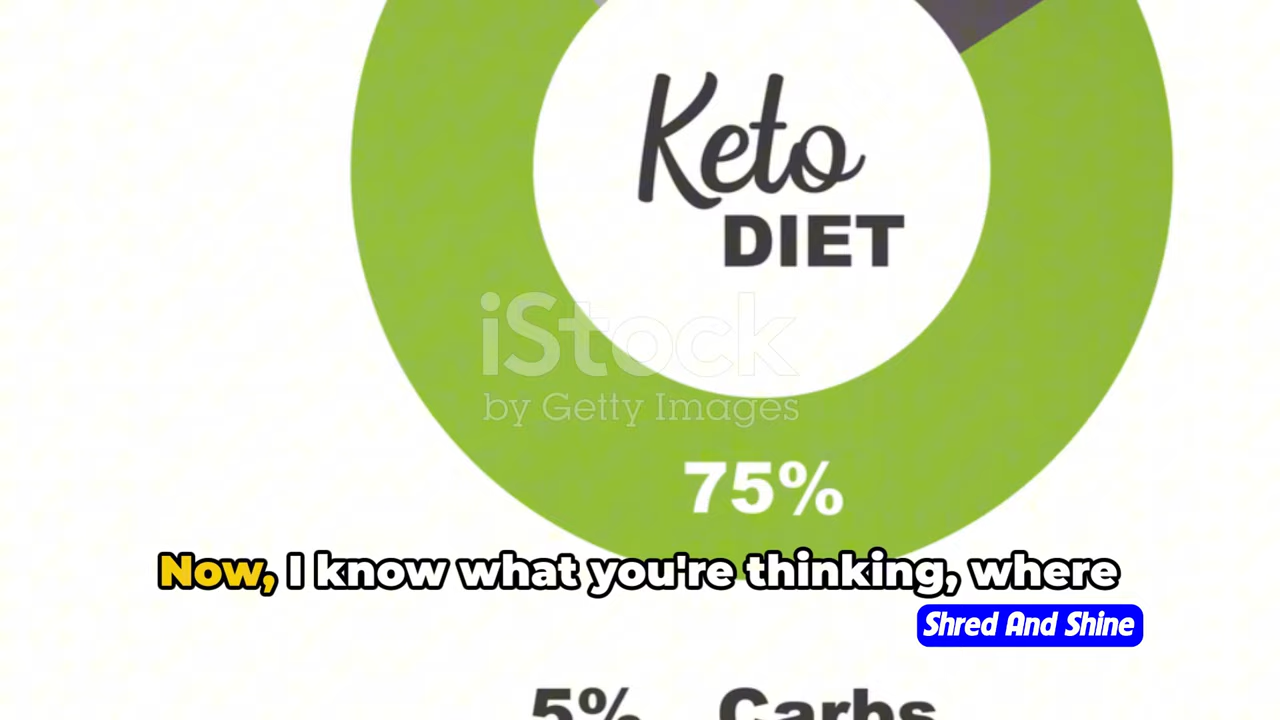 Keto
DIET
iStock
by Getty Images
75%
Now, I know what you're thinking, where
Shred And Shine
5% Carbs